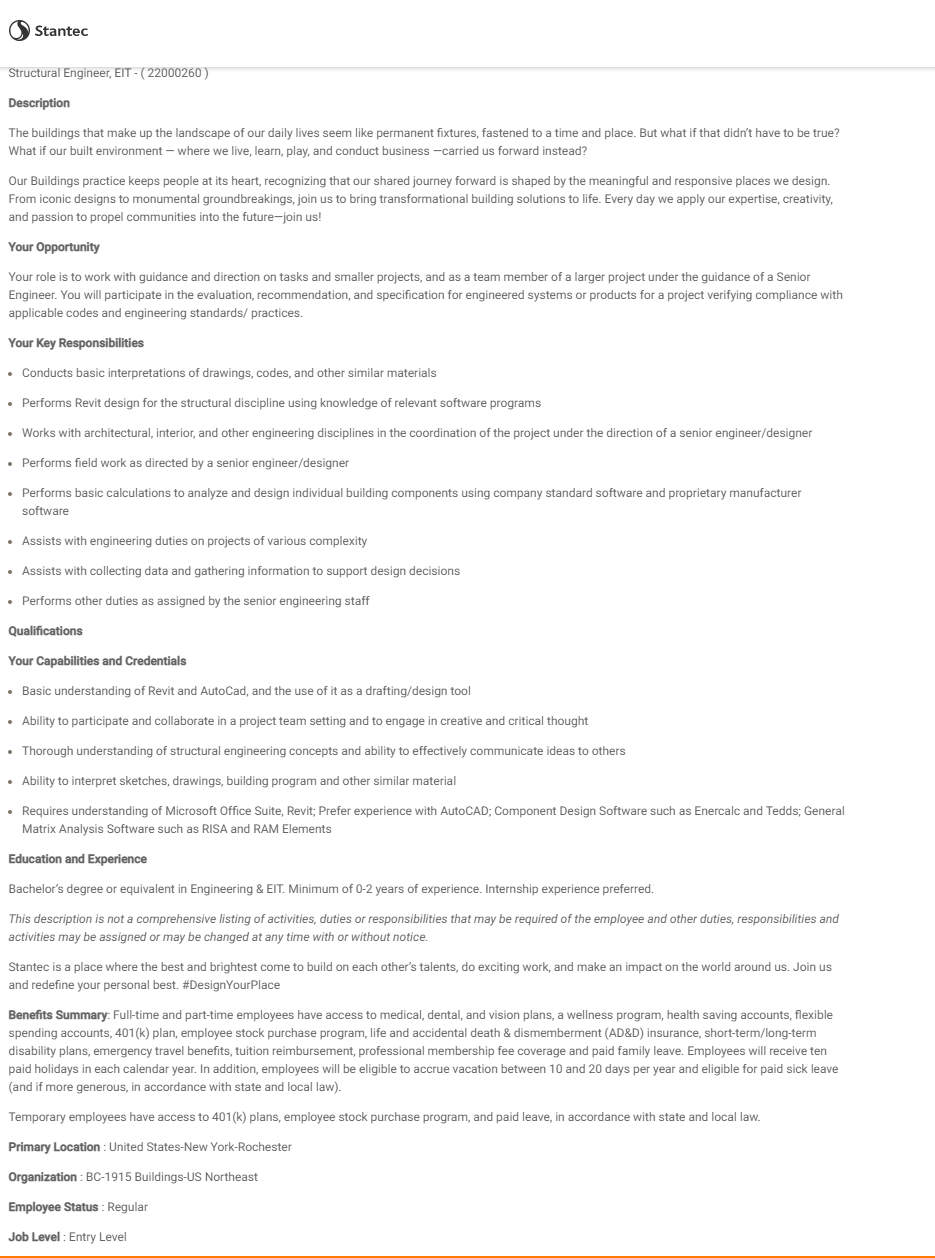 Stantec
Structural Engineer, EIT - ( 22000260 )
Description
The buildings that make up the landscape of our daily lives seem like permanent fixtures, fastened to a time and place. But what if that didn’t have to be true?
What if our built environment — where we live, learn, play, and conduct business —carried us forward instead?
Our Buildings practice keeps people at its heart, recognizing that our shared journey forward is shaped by the meaningful and responsive places we design.
From iconic designs to monumental groundbreakings, join us to bring transformational building solutions to life. Every day we apply our expertise, creativity,
and passion to propel communities into the future—join us!
Your Opportunity
Your role is to work with guidance and direction on tasks and smaller projects, and as a team member of a larger project under the guidance of a Senior
Engineer. You will participate in the evaluation, recommendation, and specification for engineered systems or products for a project verifying compliance with
applicable codes and engineering standards/ practices.
Your Key Responsibilities
• Conducts basic interpretations of drawings, codes, and other similar materials
• Performs Revit design for the structural discipline using knowledge of relevant software programs
• Works with architectural, interior, and other engineering disciplines in the coordination of the project under the direction of a senior engineer/designer
• Performs field work as directed by a senior engineer/designer
• Performs basic calculations to analyze and design individual building components using company standard software and proprietary manufacturer
software
• Assists with engineering duties on projects of various complexity
• Assists with collecting data and gathering information to support design decisions
• Performs other duties as assigned by the senior engineering staff
Qualifications
Your Capabilities and Credentials
• Basic understanding of Revit and AutoCad, and the use of it as a drafting/design tool
• Ability to participate and collaborate in a project team setting and to engage in creative and critical thought
• Thorough understanding of structural engineering concepts and ability to effectively communicate ideas to others
• Ability to interpret sketches, drawings, building program and other similar material
• Requires understanding of Microsoft Office Suite, Revit; Prefer experience with AutoCAD; Component Design Software such as Enercalc and Tedds; General
Matrix Analysis Software such as RISA and RAM Elements
Education and Experience
Bachelor’s degree or equivalent in Engineering & EIT. Minimum of 0-2 years of experience. Internship experience preferred.
This description is not a comprehensive listing of activities, duties or responsibilities that may be required of the employee and other duties, responsibilities and
activities may be assigned or may be changed at any time with or without notice.
Stantec is a place where the best and brightest come to build on each other’s talents, do exciting work, and make an impact on the world around us. Join us
and redefine your personal best. #DesignYourPlace
Benefits Summary: Full-time and part-time employees have access to medical, dental, and vision plans, a wellness program, health saving accounts, flexible
spending accounts, 401(k) plan, employee stock purchase program, life and accidental death & dismemberment (AD&D) insurance, short-term/long-term
disability plans, emergency travel benefits, tuition reimbursement, professional membership fee coverage and paid family leave. Employees will receive ten
paid holidays in each calendar year. In addition, employees will be eligible to accrue vacation between 10 and 20 days per year and eligible for paid sick leave
(and if more generous, in accordance with state and local law).
Temporary employees have access to 401(k) plans, employee stock purchase program, and paid leave, in accordance with state and local law.
Primary Location : United States-New York-Rochester
Organization : BC-1915 Buildings-US Northeast
Employee Status : Regular
Job Level : Entry Level